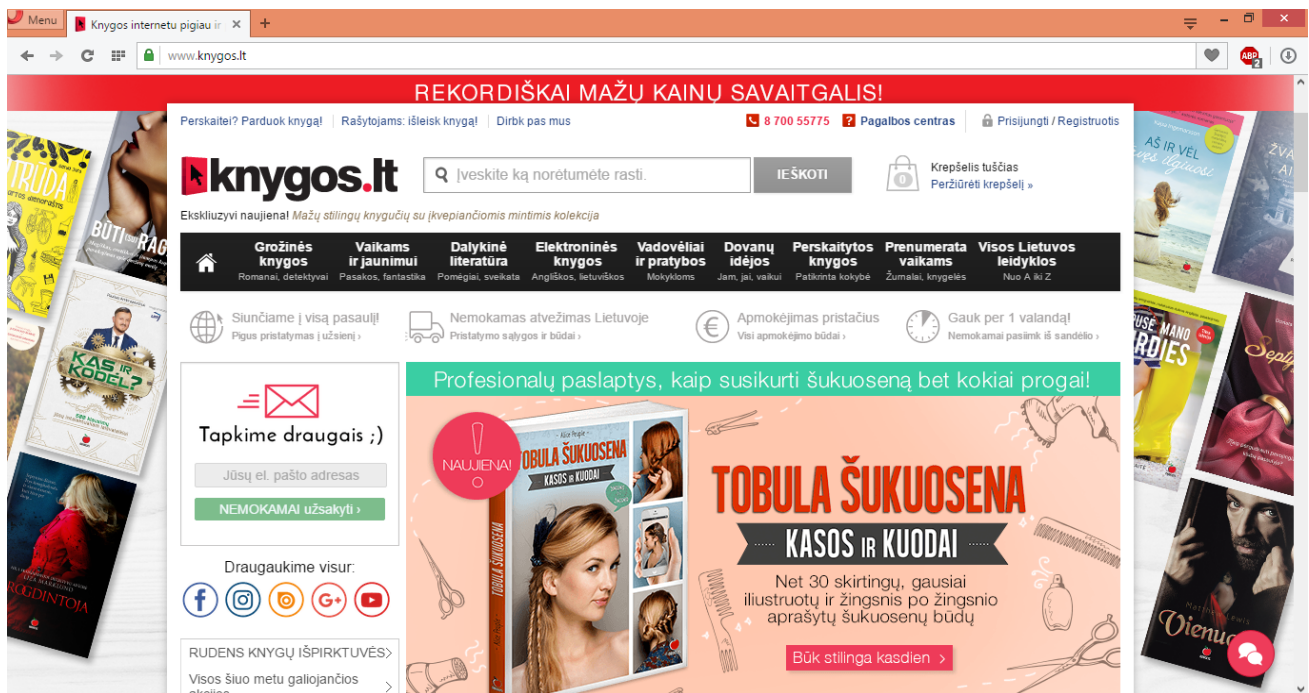 Menu
Knygos internetu pigiau ir
www.knygos.lt
ABP
2
REKORDIŠKAI MAŽŲ KAINŲ SAVAITGALIS!
Perskaitei? Parduok knygą!
Rašytojams: išleisk knygą!
Dirbk pas mus
8 700 55775
Pagalbos centras
Prisijungti / Registruotis
knygos.lt
Įveskite ką norėtumėte rasti.
IEŠKOTI
0
Krepšelis tuščias
Peržiūrėti krepšelį »
Ekskliuzyvi naujiena! Mažų stilingų knygučių su įkvepiančiomis mintimis kolekcija
Grožinės knygos
Romanai, detektyvai
Vaikams ir jaunimui
Pasakos, fantastika
Dalykinė literatūra
Pomėgiai, sveikata
Elektroninės knygos
Angliškos, lietuviškos
Vadovėliai ir pratybos
Mokykloms
Dovanų idėjos
Jam, jai, vaikui
Perskaitytos knygos
Patikrinta kokybė
Prenumerata vaikams
Žurnalai, knygelės
Visos Lietuvos leidyklos
Nuo A iki Z
Siunčiame į visą pasaulį!
Pigus pristatymas į užsienį ›
Nemokamas atvežimas Lietuvoje
Pristatymo sąlygos ir būdai ›
Apmokėjimas pristačius
Visi apmokėjimo būdai ›
Gauk per 1 valandą!
Nemokamai pasiimk iš sandėlio ›
Tapkime draugais ;)
Jūsų el. pašto adresas
NEMOKAMAI užsakyti ›
Draugaukime visur:
RUDENS KNYGŲ IŠPIRKTUVĖS>
Visos šiuo metu galiojančios
akcijos
Profesionalų paslaptys, kaip susikurti šukuoseną bet kokiai progai!
NAUJIENA!
TOBULA ŠUKUOSENA
KASOS IR KUODAI
TOBULA ŠUKUOSENA
TOBULA ŠUKUOSENA
KASOS IR KUODAI
Net 30 skirtingų, gausiai
iliustruotų ir žingsnis po žingsnio
aprašytų šukuosenų būdų
Būk stilinga kasdien >
KAS IR
KODĖL?
AŠ IR VĖL